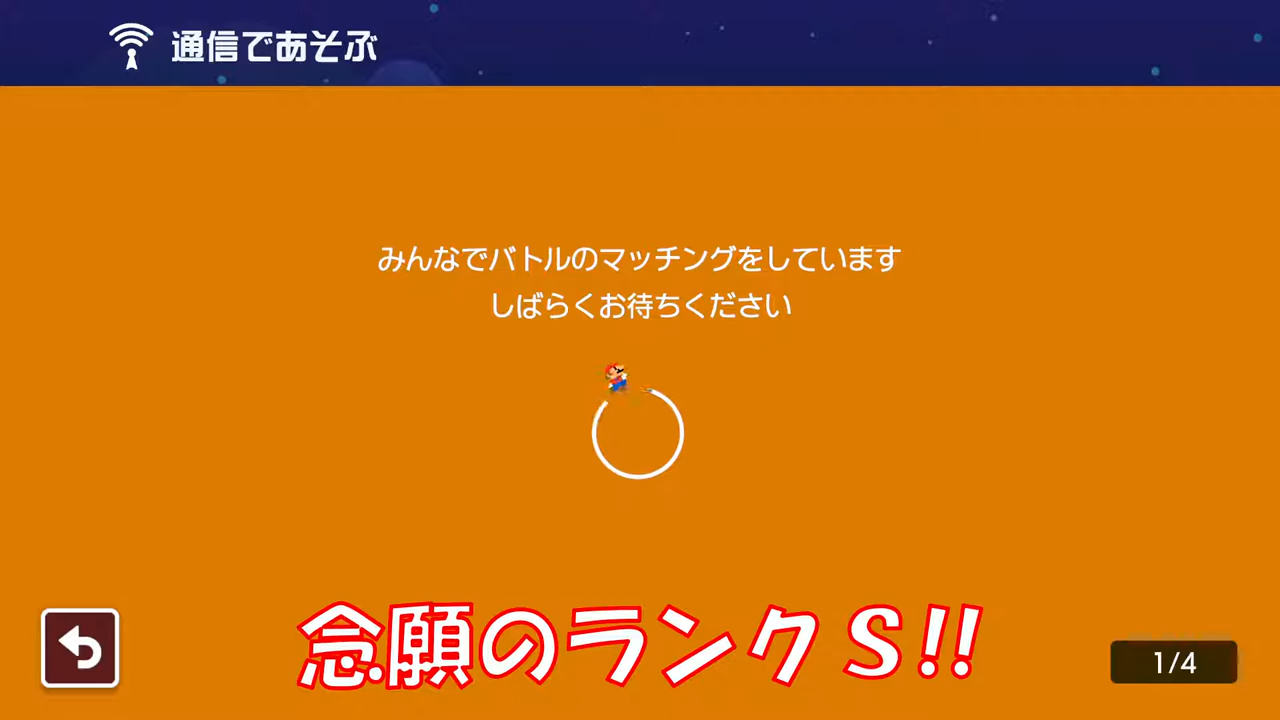 通信であそぶ
みんなでバトルのマッチングをしています
しばらくお待ちください
念願のランクS!!
1/4